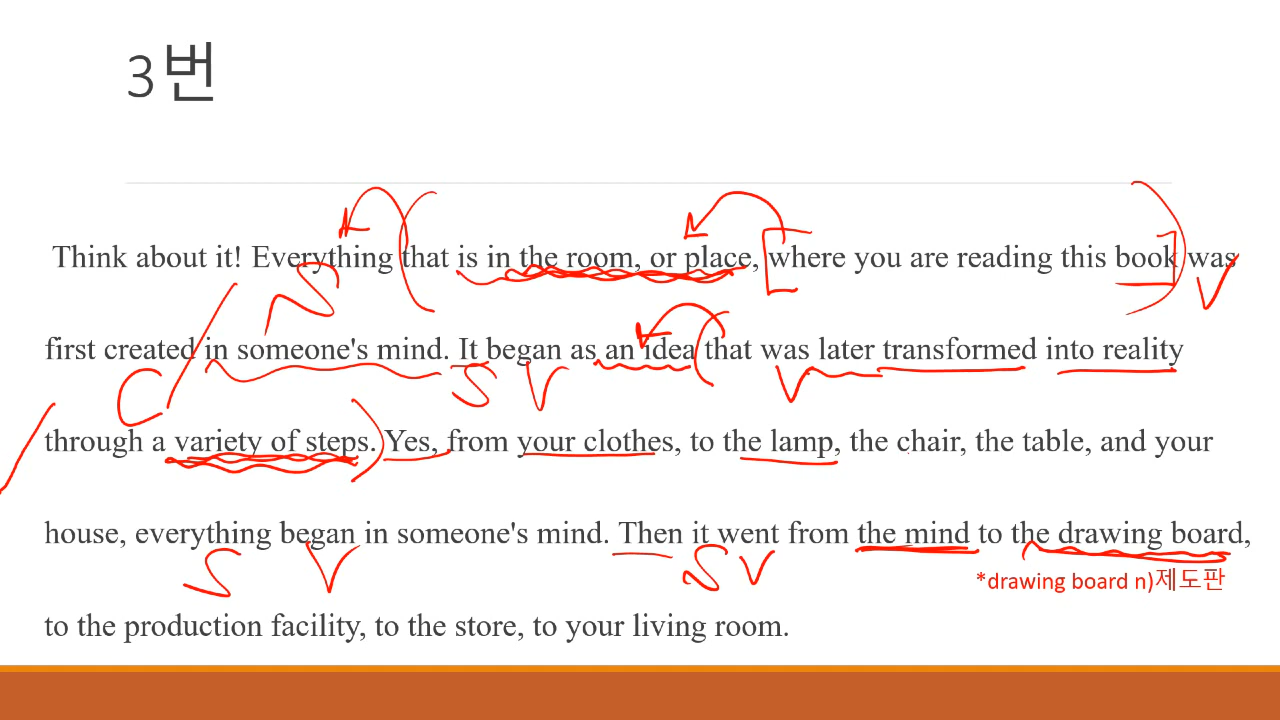 3번
Think about it! Everything that is in the room, or place, where you are reading this book was
S
V
first created in someone's mind. It began as an idea that was later transformed into reality
C
S V
V
through a variety of steps. Yes, from your clothes, to the lamp, the chair, the table, and your
house, everything began in someone's mind. Then it went from the mind to the drawing board,
S V
S V
*drawing board n)제도판
to the production facility, to the store, to your living room.